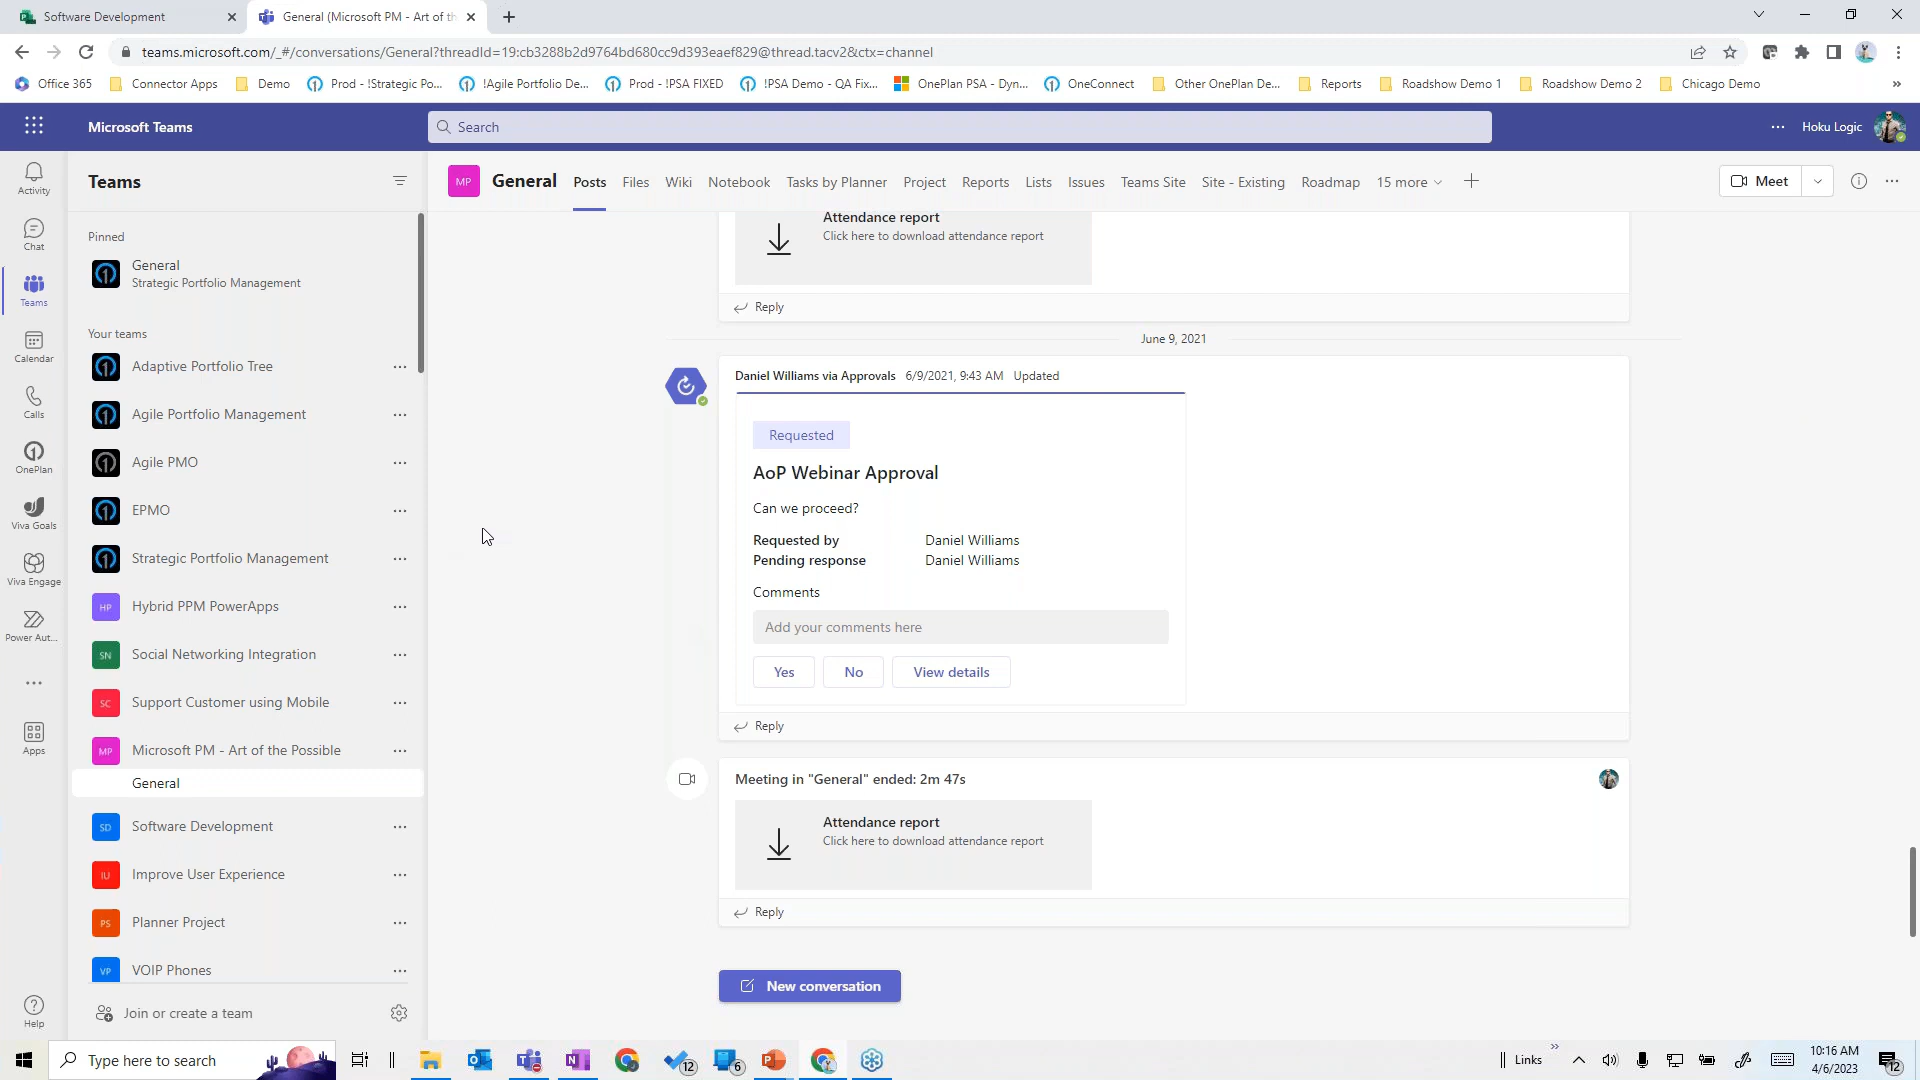 Software Development
General (Microsoft PM - Art of th
teams.microsoft.com/_#/conversations/General?threadId=19:cb3288b2d9764bd680cc9d393eaef829@thread.tacv2&ctx=channel
Office 365
Connector Apps
Demo
Prod - !Strategic Po...
!Agile Portfolio De...
Prod - !PSA FIXED
!PSA Demo - QA Fix...
OnePlan PSA - Dyn...
OneConnect
Other OnePlan De...
Reports
Roadshow Demo 1
Roadshow Demo 2
Chicago Demo
Microsoft Teams
Search
Hoku Logic
Activity
Chat
Teams
Calendar
Calls
OnePlan
Viva Goals
Viva Engage
Power Aut...
Apps
Help
Teams
Pinned
General
Strategic Portfolio Management
Your teams
Adaptive Portfolio Tree
Agile Portfolio Management
Agile PMO
EPMO
Strategic Portfolio Management
HP Hybrid PPM PowerApps
SN Social Networking Integration
SC Support Customer using Mobile
MP Microsoft PM - Art of the Possible
General
SD Software Development
IU Improve User Experience
PS Planner Project
VP VOIP Phones
Join or create a team
MP General
Posts
Files
Wiki
Notebook
Tasks by Planner
Project
Reports
Lists
Issues
Teams Site
Site - Existing
Roadmap
15 more
Meet
Attendance report
Click here to download attendance report
Reply
June 9, 2021
Daniel Williams via Approvals 6/9/2021, 9:43 AM Updated
Requested
AoP Webinar Approval
Can we proceed?
Requested by Daniel Williams
Pending response Daniel Williams
Comments
Add your comments here
Yes No View details
Reply
Meeting in "General" ended: 2m 47s
Attendance report
Click here to download attendance report
Reply
New conversation
Type here to search
12
6
Links
10:16 AM
4/6/2023
12